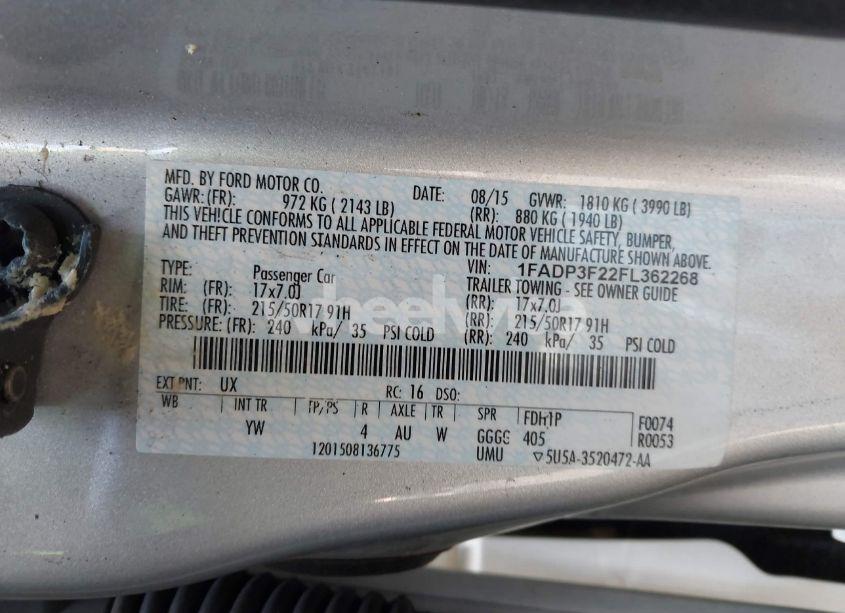 MFD. BY FORD MOTOR CO. DATE: 08/15 GVWR: 1810 KG ( 3990 LB)
GAWR: (FR): 972 KG ( 2143 LB) (RR): 880 KG ( 1940 LB)
THIS VEHICLE CONFORMS TO ALL APPLICABLE FEDERAL MOTOR VEHICLE SAFETY, BUMPER,
AND THEFT PREVENTION STANDARDS IN EFFECT ON THE DATE OF MANUFACTURE SHOWN ABOVE.
VIN: 1FADP3F22FL362268
TYPE: Passenger Car TRAILER TOWING - SEE OWNER GUIDE
RIM: (FR): 17x7.0J (RR): 17x7.0J
TIRE: (FR): 215/50R17 91H (RR): 215/50R17 91H
PRESSURE: (FR): 240 kPa/ 35 PSI COLD (RR): 240 kPa/ 35 PSI COLD
EXT PNT: UX RC: 16 DSO:
WB INT TR TP/PS R AXLE TR SPR
YW 4 AU W GGGG 405 F0074
1201508136775 UMU ▽5U5A-3520472-AA R0053